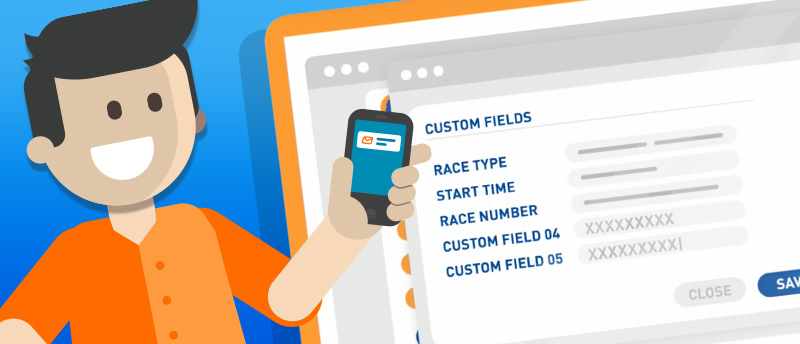 CUSTOM FIELDS
RACE TYPE
START TIME
RACE NUMBER
CUSTOM FIELD 04 XXXXXXXXX
CUSTOM FIELD 05 XXXXXXXXX|
CLOSE SAV